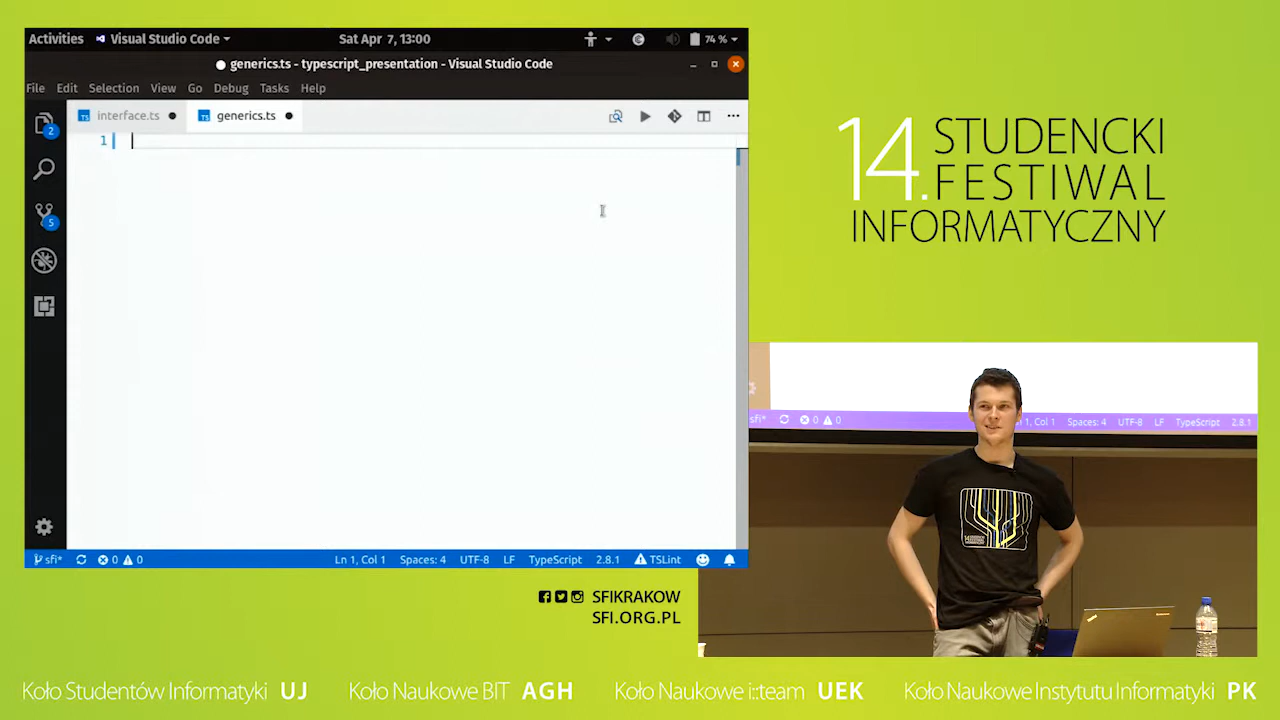 Activities Visual Studio Code Sat Apr 7, 13:00 74 %
generics.ts - typescript_presentation - Visual Studio Code
File Edit Selection View Go Debug Tasks Help
TS interface.ts TS generics.ts
2
1
5
sfi* 0 0 Ln 1, Col 1 Spaces: 4 UTF-8 LF TypeScript 2.8.1 TSLint
14. STUDENCKI
FESTIWAL
INFORMATYCZNY
sfi* 0 0 1, Col 1 Spaces: 4 UTF-8 LF TypeScript 2.8.1
SFIKRAKOW
SFI.ORG.PL
Koło Studentów Informatyki UJ Koło Naukowe BIT AGH Koło Naukowe i::team UEK Koło Naukowe Instytutu Informatyki PK